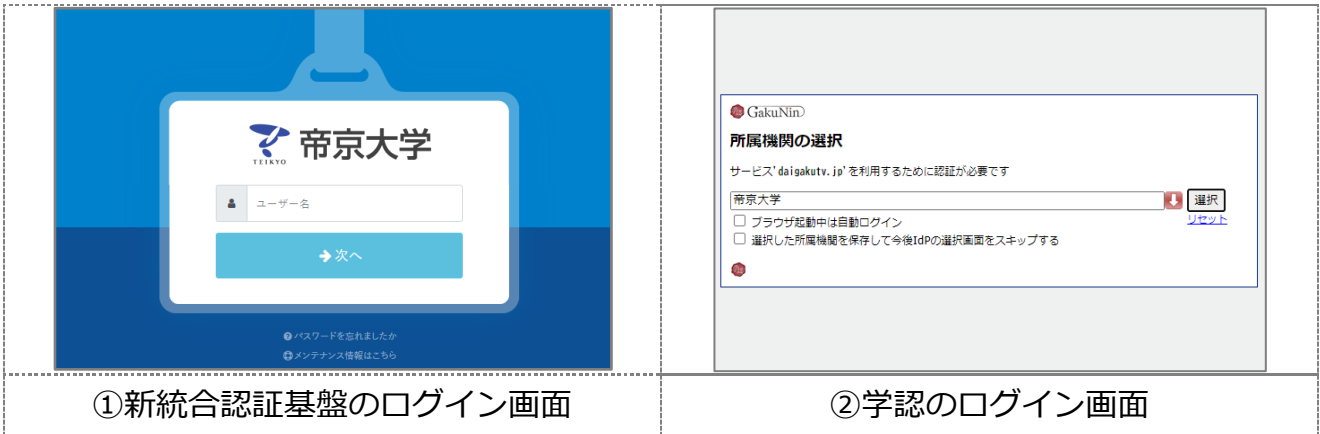 帝京大学
TEIKYO
ユーザー名
次へ
パスワードを忘れましたか
メンテナンス情報はこちら
①新統合認証基盤のログイン画面
GakuNin
所属機関の選択
サービス'daigakutv.jp'を利用するために認証が必要です
帝京大学 選択
ブラウザ起動中は自動ログイン リセット
選択した所属機関を保存して今後IdPの選択画面をスキップする
②学認のログイン画面